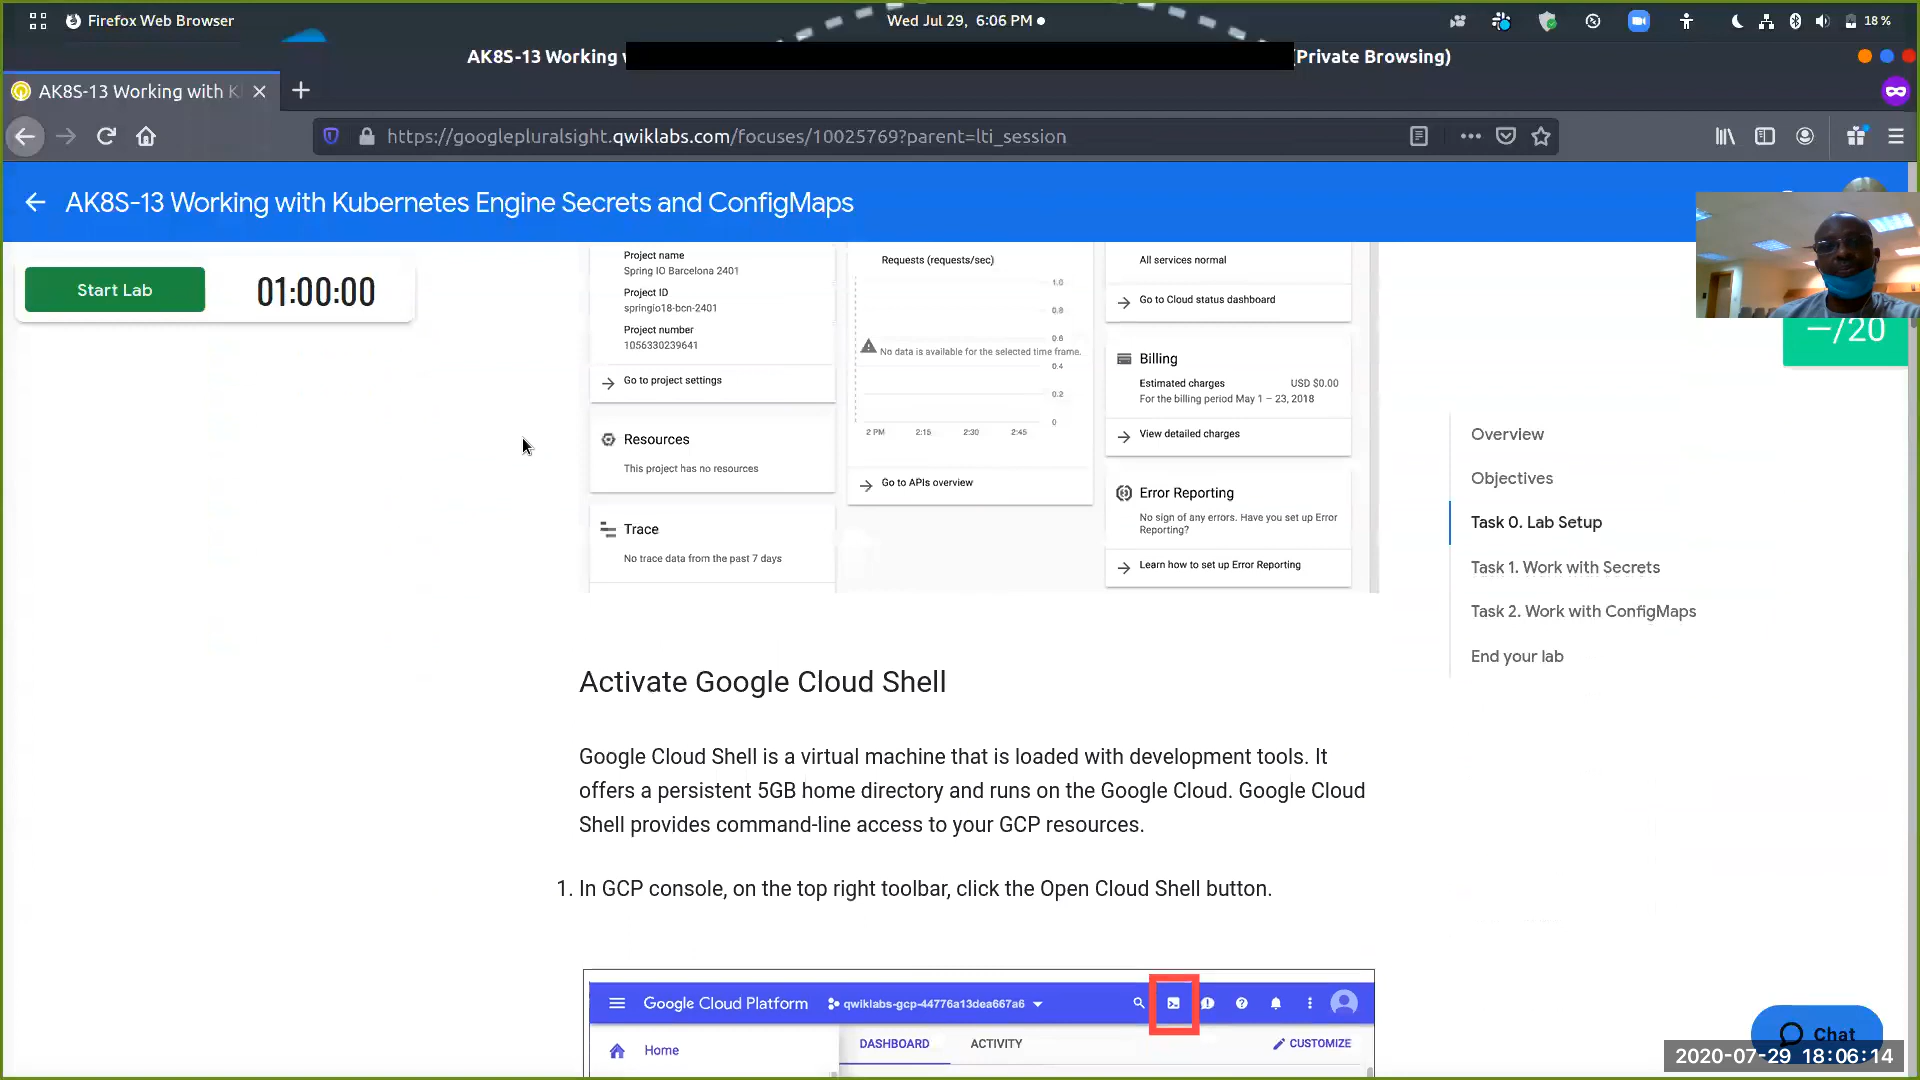 Firefox Web Browser
Wed Jul 29, 6:06 PM
18 %
AK8S-13 Working
(Private Browsing)
AK8S-13 Working with K
https://googlepluralsight.qwiklabs.com/focuses/10025769?parent=lti_session
AK8S-13 Working with Kubernetes Engine Secrets and ConfigMaps
Start Lab
01:00:00
—/20
Project name
Spring IO Barcelona 2401
Project ID
springio18-bcn-2401
Project number
1056330239641
Go to project settings
Resources
This project has no resources
Trace
No trace data from the past 7 days
Requests (requests/sec)
1.0
0.8
0.6
No data is available for the selected time frame.
0.4
0.2
0
2 PM
2:15
2:30
2:45
Go to APIs overview
All services normal
Go to Cloud status dashboard
Billing
Estimated charges USD $0.00
For the billing period May 1 – 23, 2018
View detailed charges
Error Reporting
No sign of any errors. Have you set up Error
Reporting?
Learn how to set up Error Reporting
Overview
Objectives
Task 0. Lab Setup
Task 1. Work with Secrets
Task 2. Work with ConfigMaps
End your lab
Activate Google Cloud Shell
Google Cloud Shell is a virtual machine that is loaded with development tools. It
offers a persistent 5GB home directory and runs on the Google Cloud. Google Cloud
Shell provides command-line access to your GCP resources.
1. In GCP console, on the top right toolbar, click the Open Cloud Shell button.
Google Cloud Platform
qwiklabs-gcp-44776a13dea667a6
Home
DASHBOARD
ACTIVITY
CUSTOMIZE
Chat
2020-07-29 18:06:14